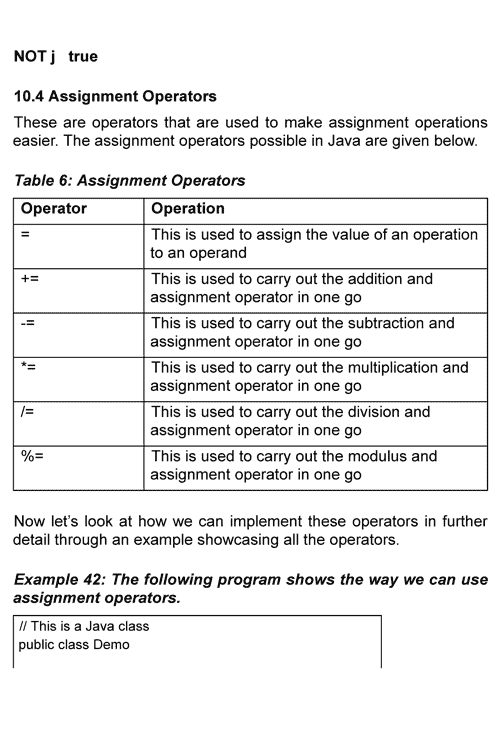 NOT j true
10.4 Assignment Operators
These are operators that are used to make assignment operations
easier. The assignment operators possible in Java are given below.
Table 6: Assignment Operators
Operator Operation
= This is used to assign the value of an operation
to an operand
+= This is used to carry out the addition and
assignment operator in one go
-= This is used to carry out the subtraction and
assignment operator in one go
*= This is used to carry out the multiplication and
assignment operator in one go
/= This is used to carry out the division and
assignment operator in one go
%= This is used to carry out the modulus and
assignment operator in one go
Now let's look at how we can implement these operators in further
detail through an example showcasing all the operators.
Example 42: The following program shows the way we can use
assignment operators.
// This is a Java class
public class Demo